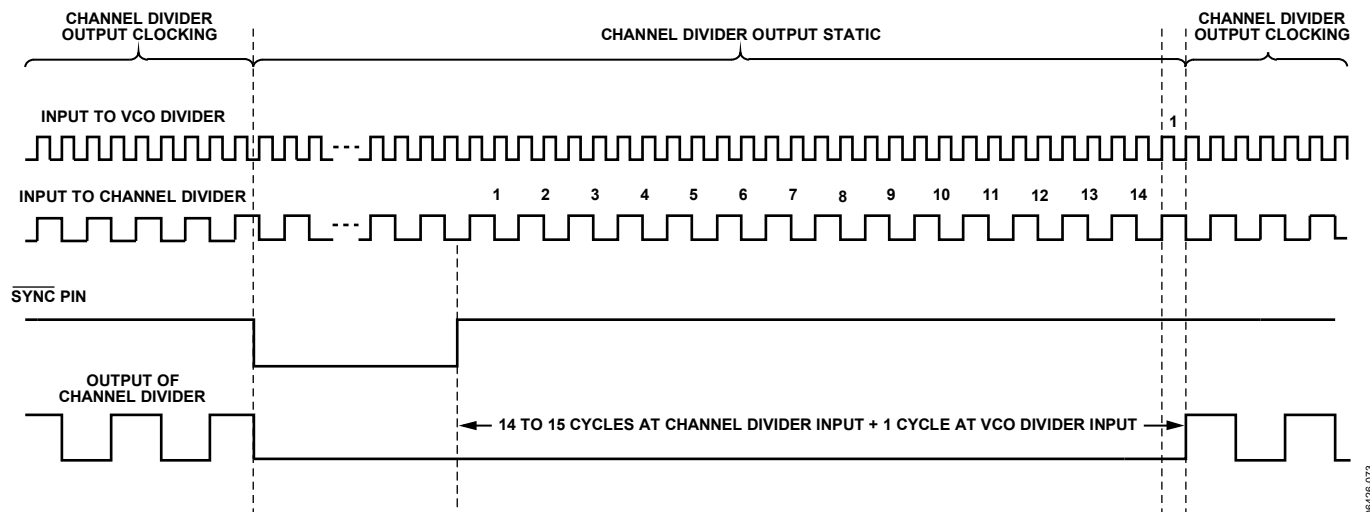 CHANNEL DIVIDER
OUTPUT CLOCKING
CHANNEL DIVIDER OUTPUT STATIC
CHANNEL DIVIDER
OUTPUT CLOCKING
INPUT TO VCO DIVIDER
1
INPUT TO CHANNEL DIVIDER
1 2 3 4 5 6 7 8 9 10 11 12 13 14
SYNC PIN
OUTPUT OF
CHANNEL DIVIDER
14 TO 15 CYCLES AT CHANNEL DIVIDER INPUT + 1 CYCLE AT VCO DIVIDER INPUT
06426-073